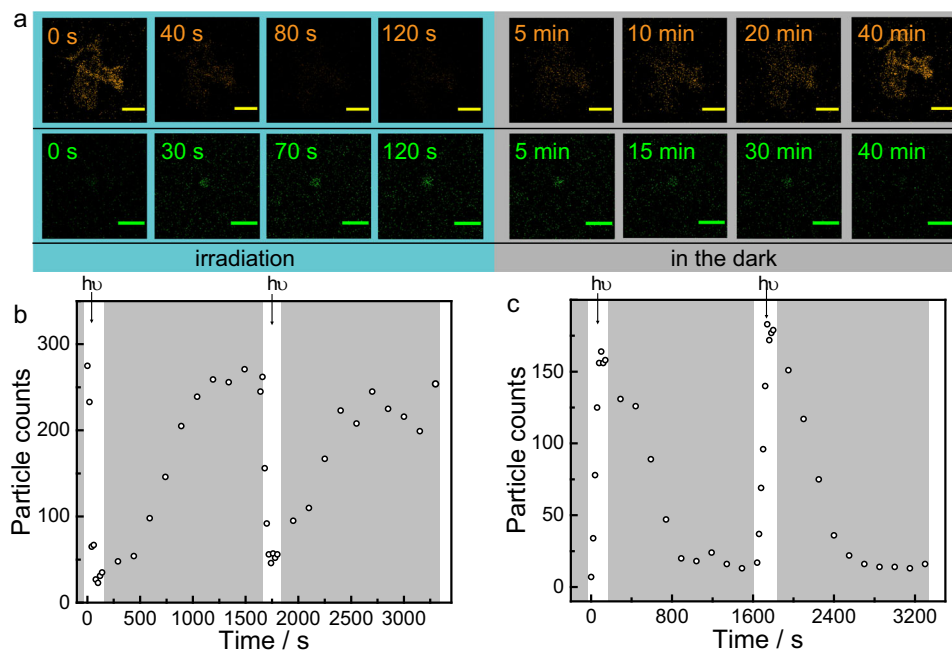 a
0 s 40 s 80 s 120 s 5 min 10 min 20 min 40 min
0 s 30 s 70 s 120 s 5 min 15 min 30 min 40 min
irradiation in the dark
hυ hυ hυ hυ
b
Particle counts
300
200
100
0
0 500 1000 1500 2000 2500 3000
Time / s
c
Particle counts
150
125
100
75
50
25
0
0 800 1600 2400 3200
Time / s